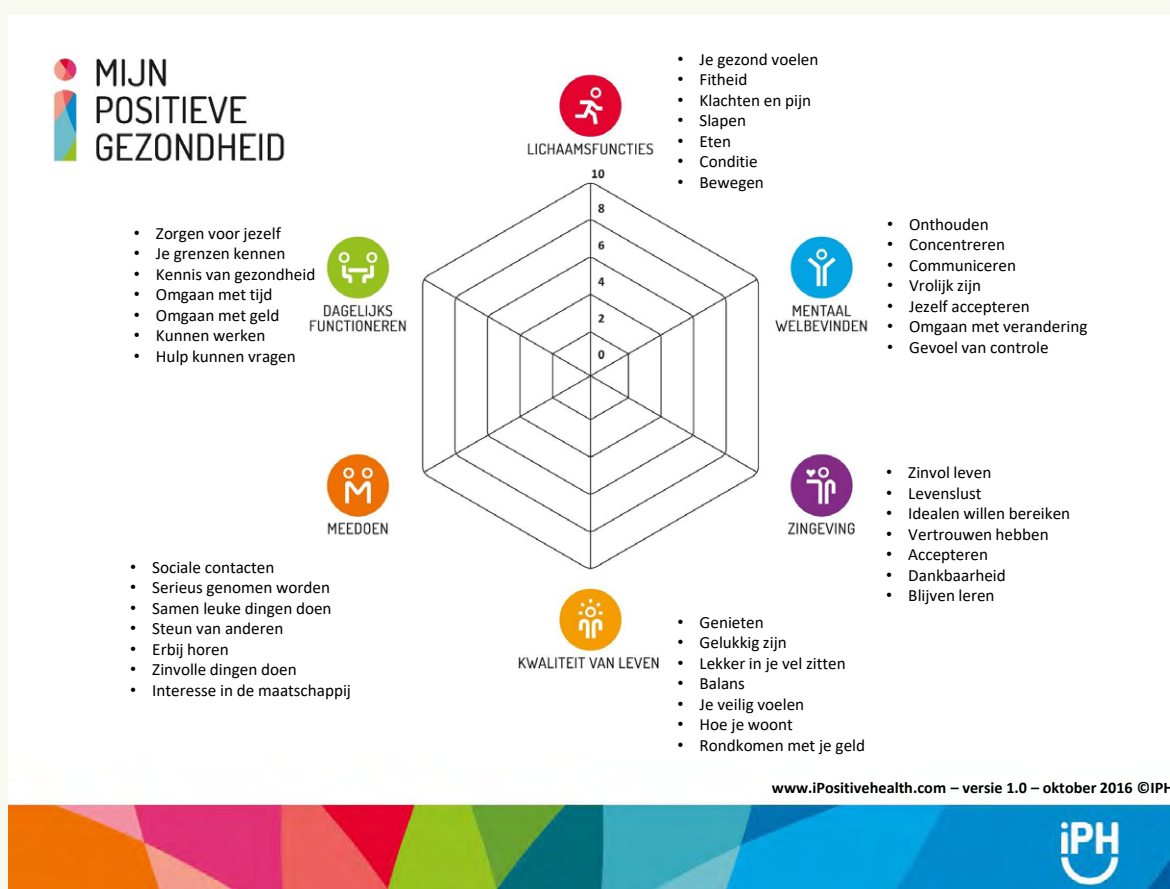 MIJN
POSITIEVE
GEZONDHEID
LICHAAMSFUNCTIES
• Je gezond voelen
• Fitheid
• Klachten en pijn
• Slapen
• Eten
• Conditie
• Bewegen
10
8
6
4
2
0
• Zorgen voor jezelf
• Je grenzen kennen
• Kennis van gezondheid
• Omgaan met tijd
• Omgaan met geld
• Kunnen werken
• Hulp kunnen vragen
DAGELIJKS
FUNCTIONEREN
MENTAAL
WELBEVINDEN
• Onthouden
• Concentreren
• Communiceren
• Vrolijk zijn
• Jezelf accepteren
• Omgaan met verandering
• Gevoel van controle
MEEDOEN
• Sociale contacten
• Serieus genomen worden
• Samen leuke dingen doen
• Steun van anderen
• Erbij horen
• Zinvolle dingen doen
• Interesse in de maatschappij
ZINGEVING
• Zinvol leven
• Levenslust
• Idealen willen bereiken
• Vertrouwen hebben
• Accepteren
• Dankbaarheid
• Blijven leren
KWALITEIT VAN LEVEN
• Genieten
• Gelukkig zijn
• Lekker in je vel zitten
• Balans
• Je veilig voelen
• Hoe je woont
• Rondkomen met je geld
www.iPositivehealth.com – versie 1.0 – oktober 2016 ©IPH
iPH